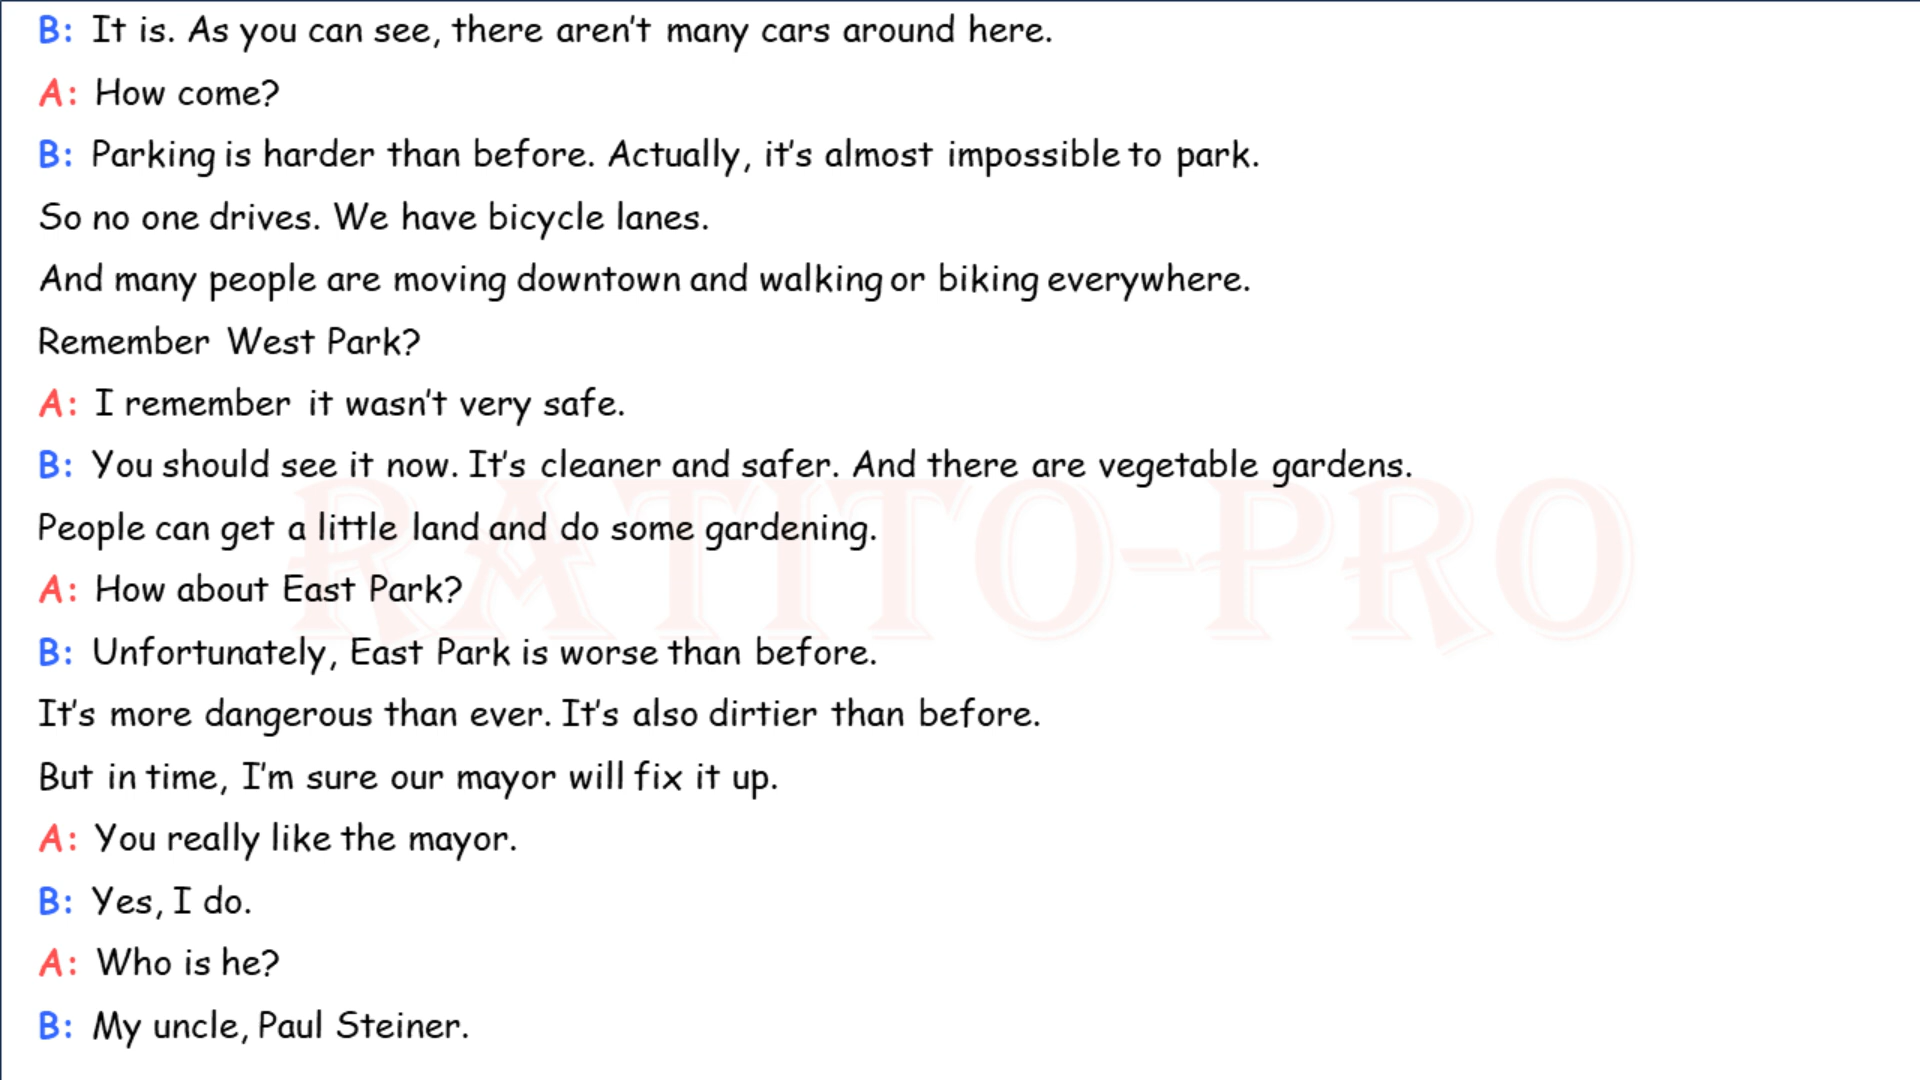 B: It is. As you can see, there aren't many cars around here.
A: How come?
B: Parking is harder than before. Actually, it's almost impossible to park.
So no one drives. We have bicycle lanes.
And many people are moving downtown and walking or biking everywhere.
Remember West Park?
A: I remember it wasn't very safe.
B: You should see it now. It's cleaner and safer. And there are vegetable gardens.
People can get a little land and do some gardening.
RATITO-PRO
A: How about East Park?
B: Unfortunately, East Park is worse than before.
It's more dangerous than ever. It's also dirtier than before.
But in time, I'm sure our mayor will fix it up.
A: You really like the mayor.
B: Yes, I do.
A: Who is he?
B: My uncle, Paul Steiner.